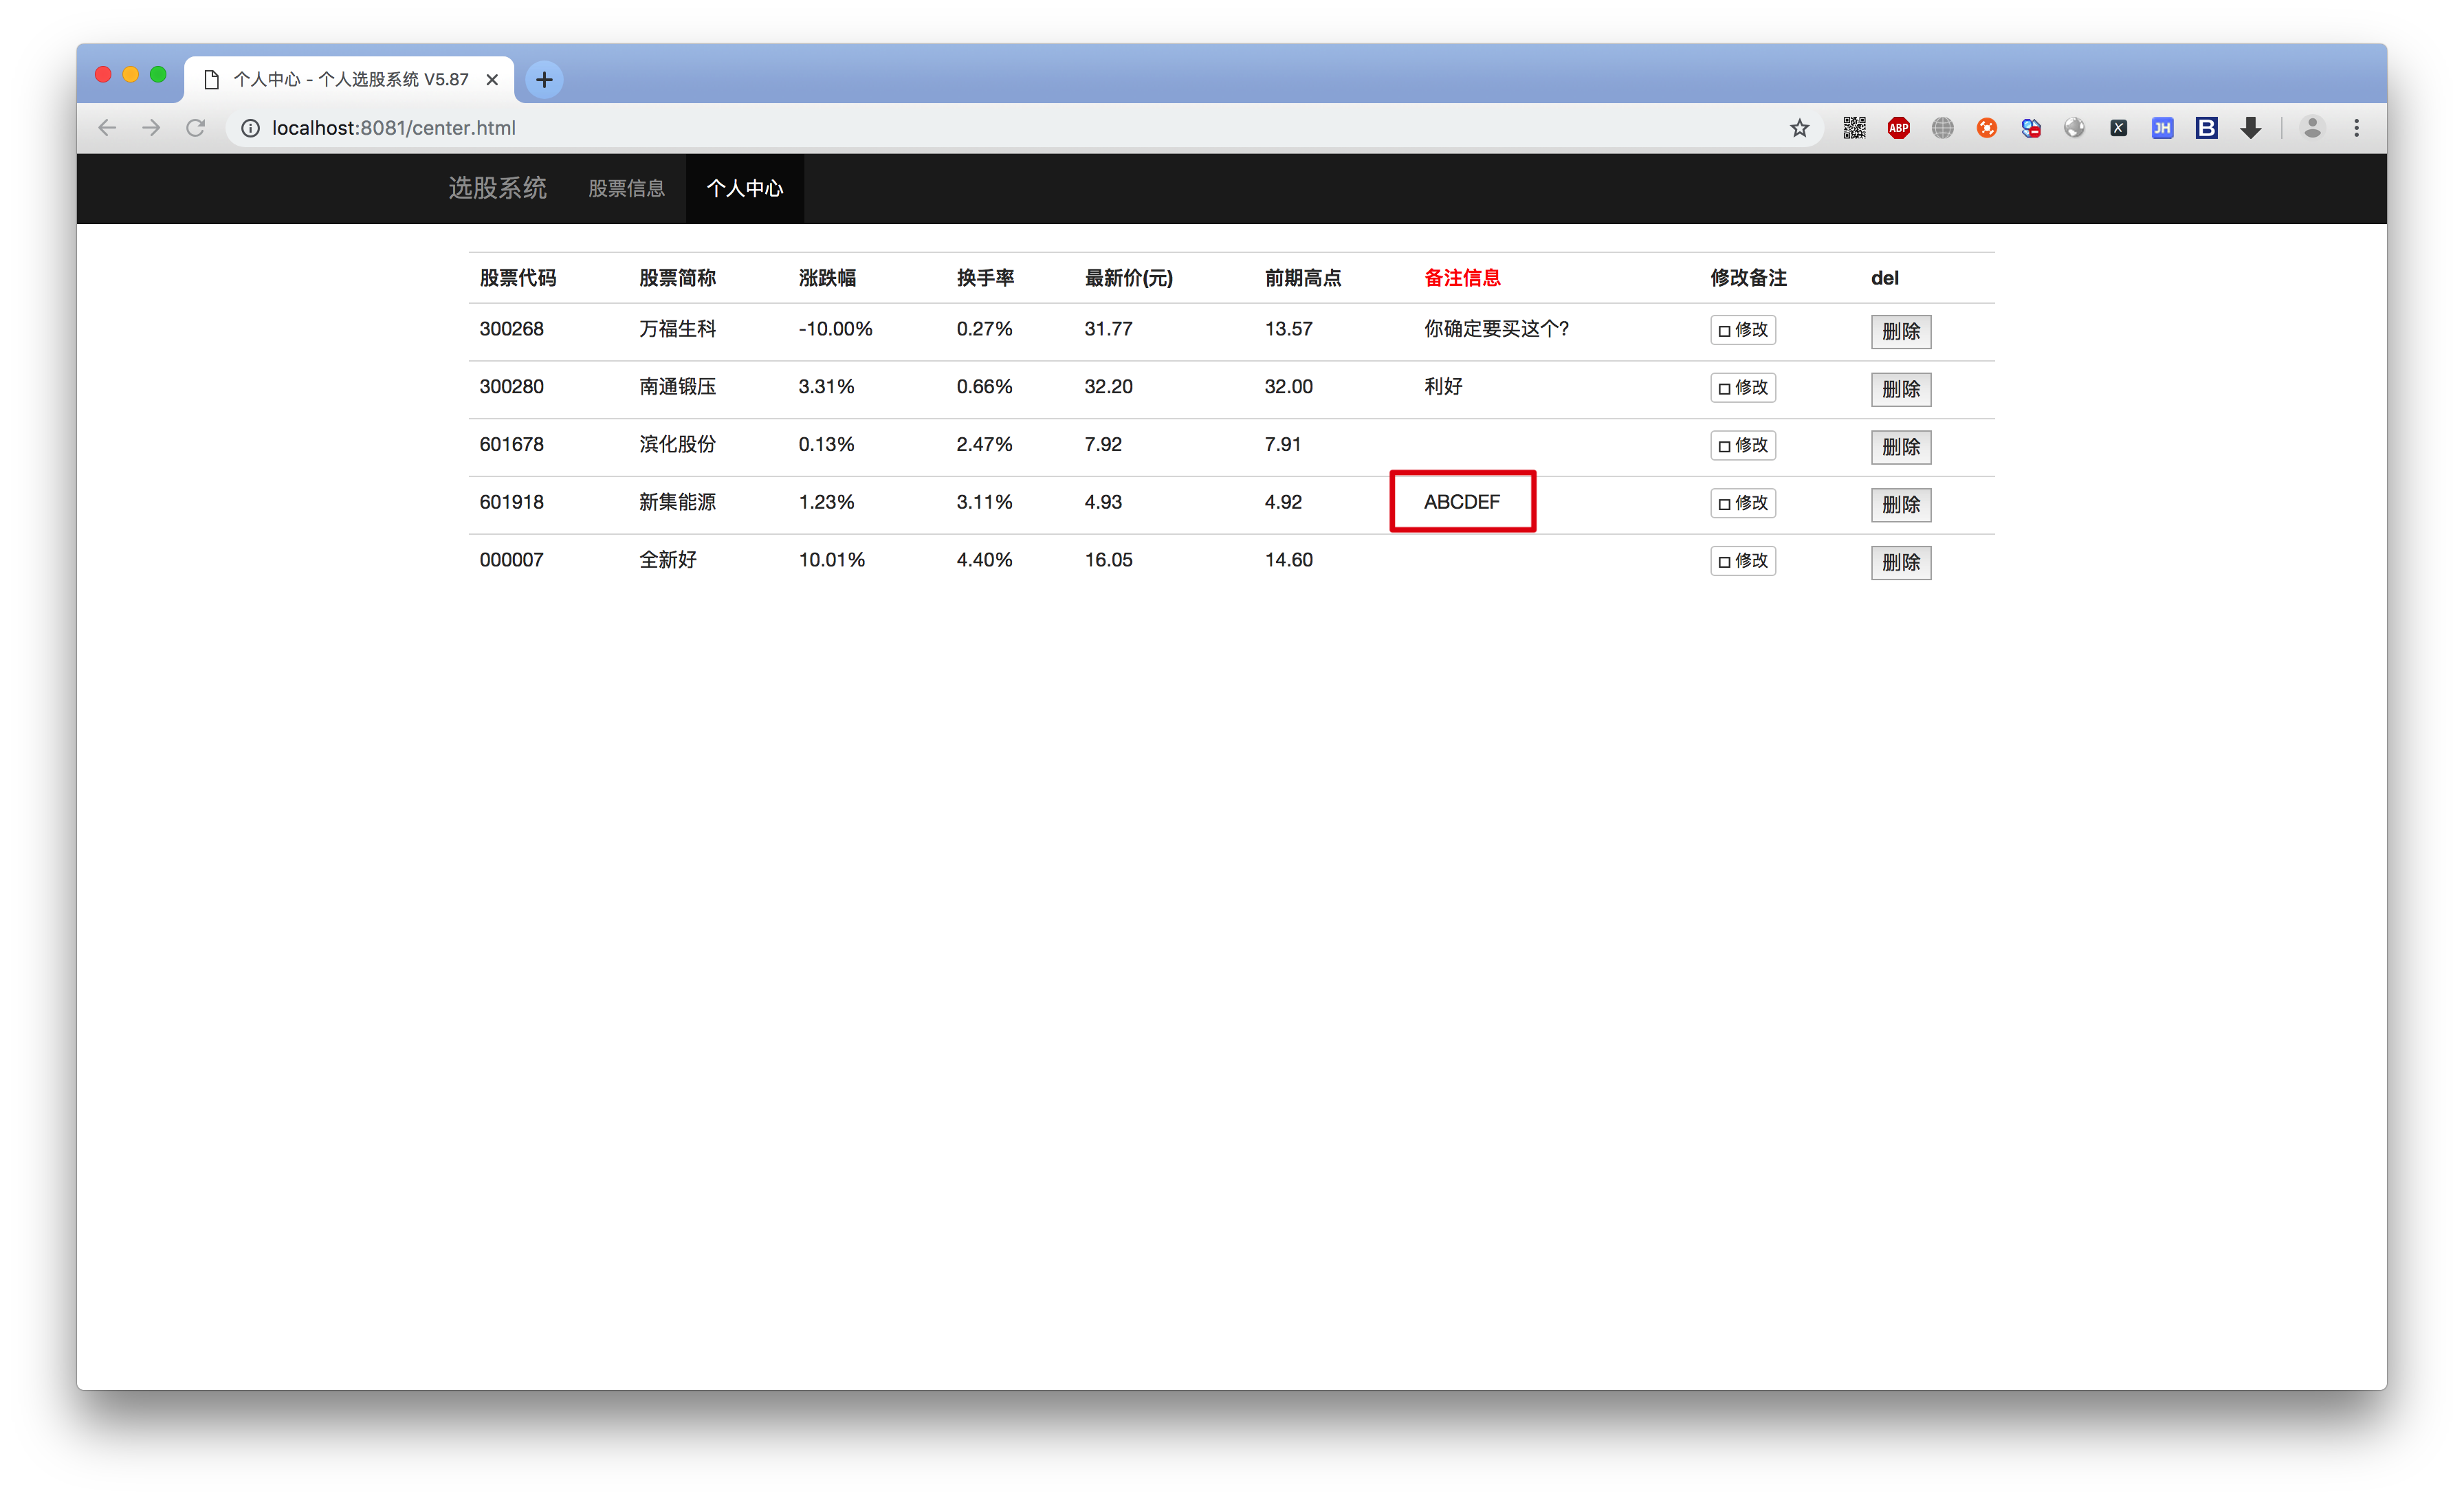 个人中心 - 个人选股系统 V5.87
localhost:8081/center.html
ABP JH B
选股系统 股票信息 个人中心
股票代码 股票简称 涨跌幅 换手率 最新价(元) 前期高点 备注信息 修改备注 del
300268 万福生科 -10.00% 0.27% 31.77 13.57 你确定要买这个? 修改 删除
300280 南通锻压 3.31% 0.66% 32.20 32.00 利好 修改 删除
601678 滨化股份 0.13% 2.47% 7.92 7.91 修改 删除
601918 新集能源 1.23% 3.11% 4.93 4.92 ABCDEF 修改 删除
000007 全新好 10.01% 4.40% 16.05 14.60 修改 删除